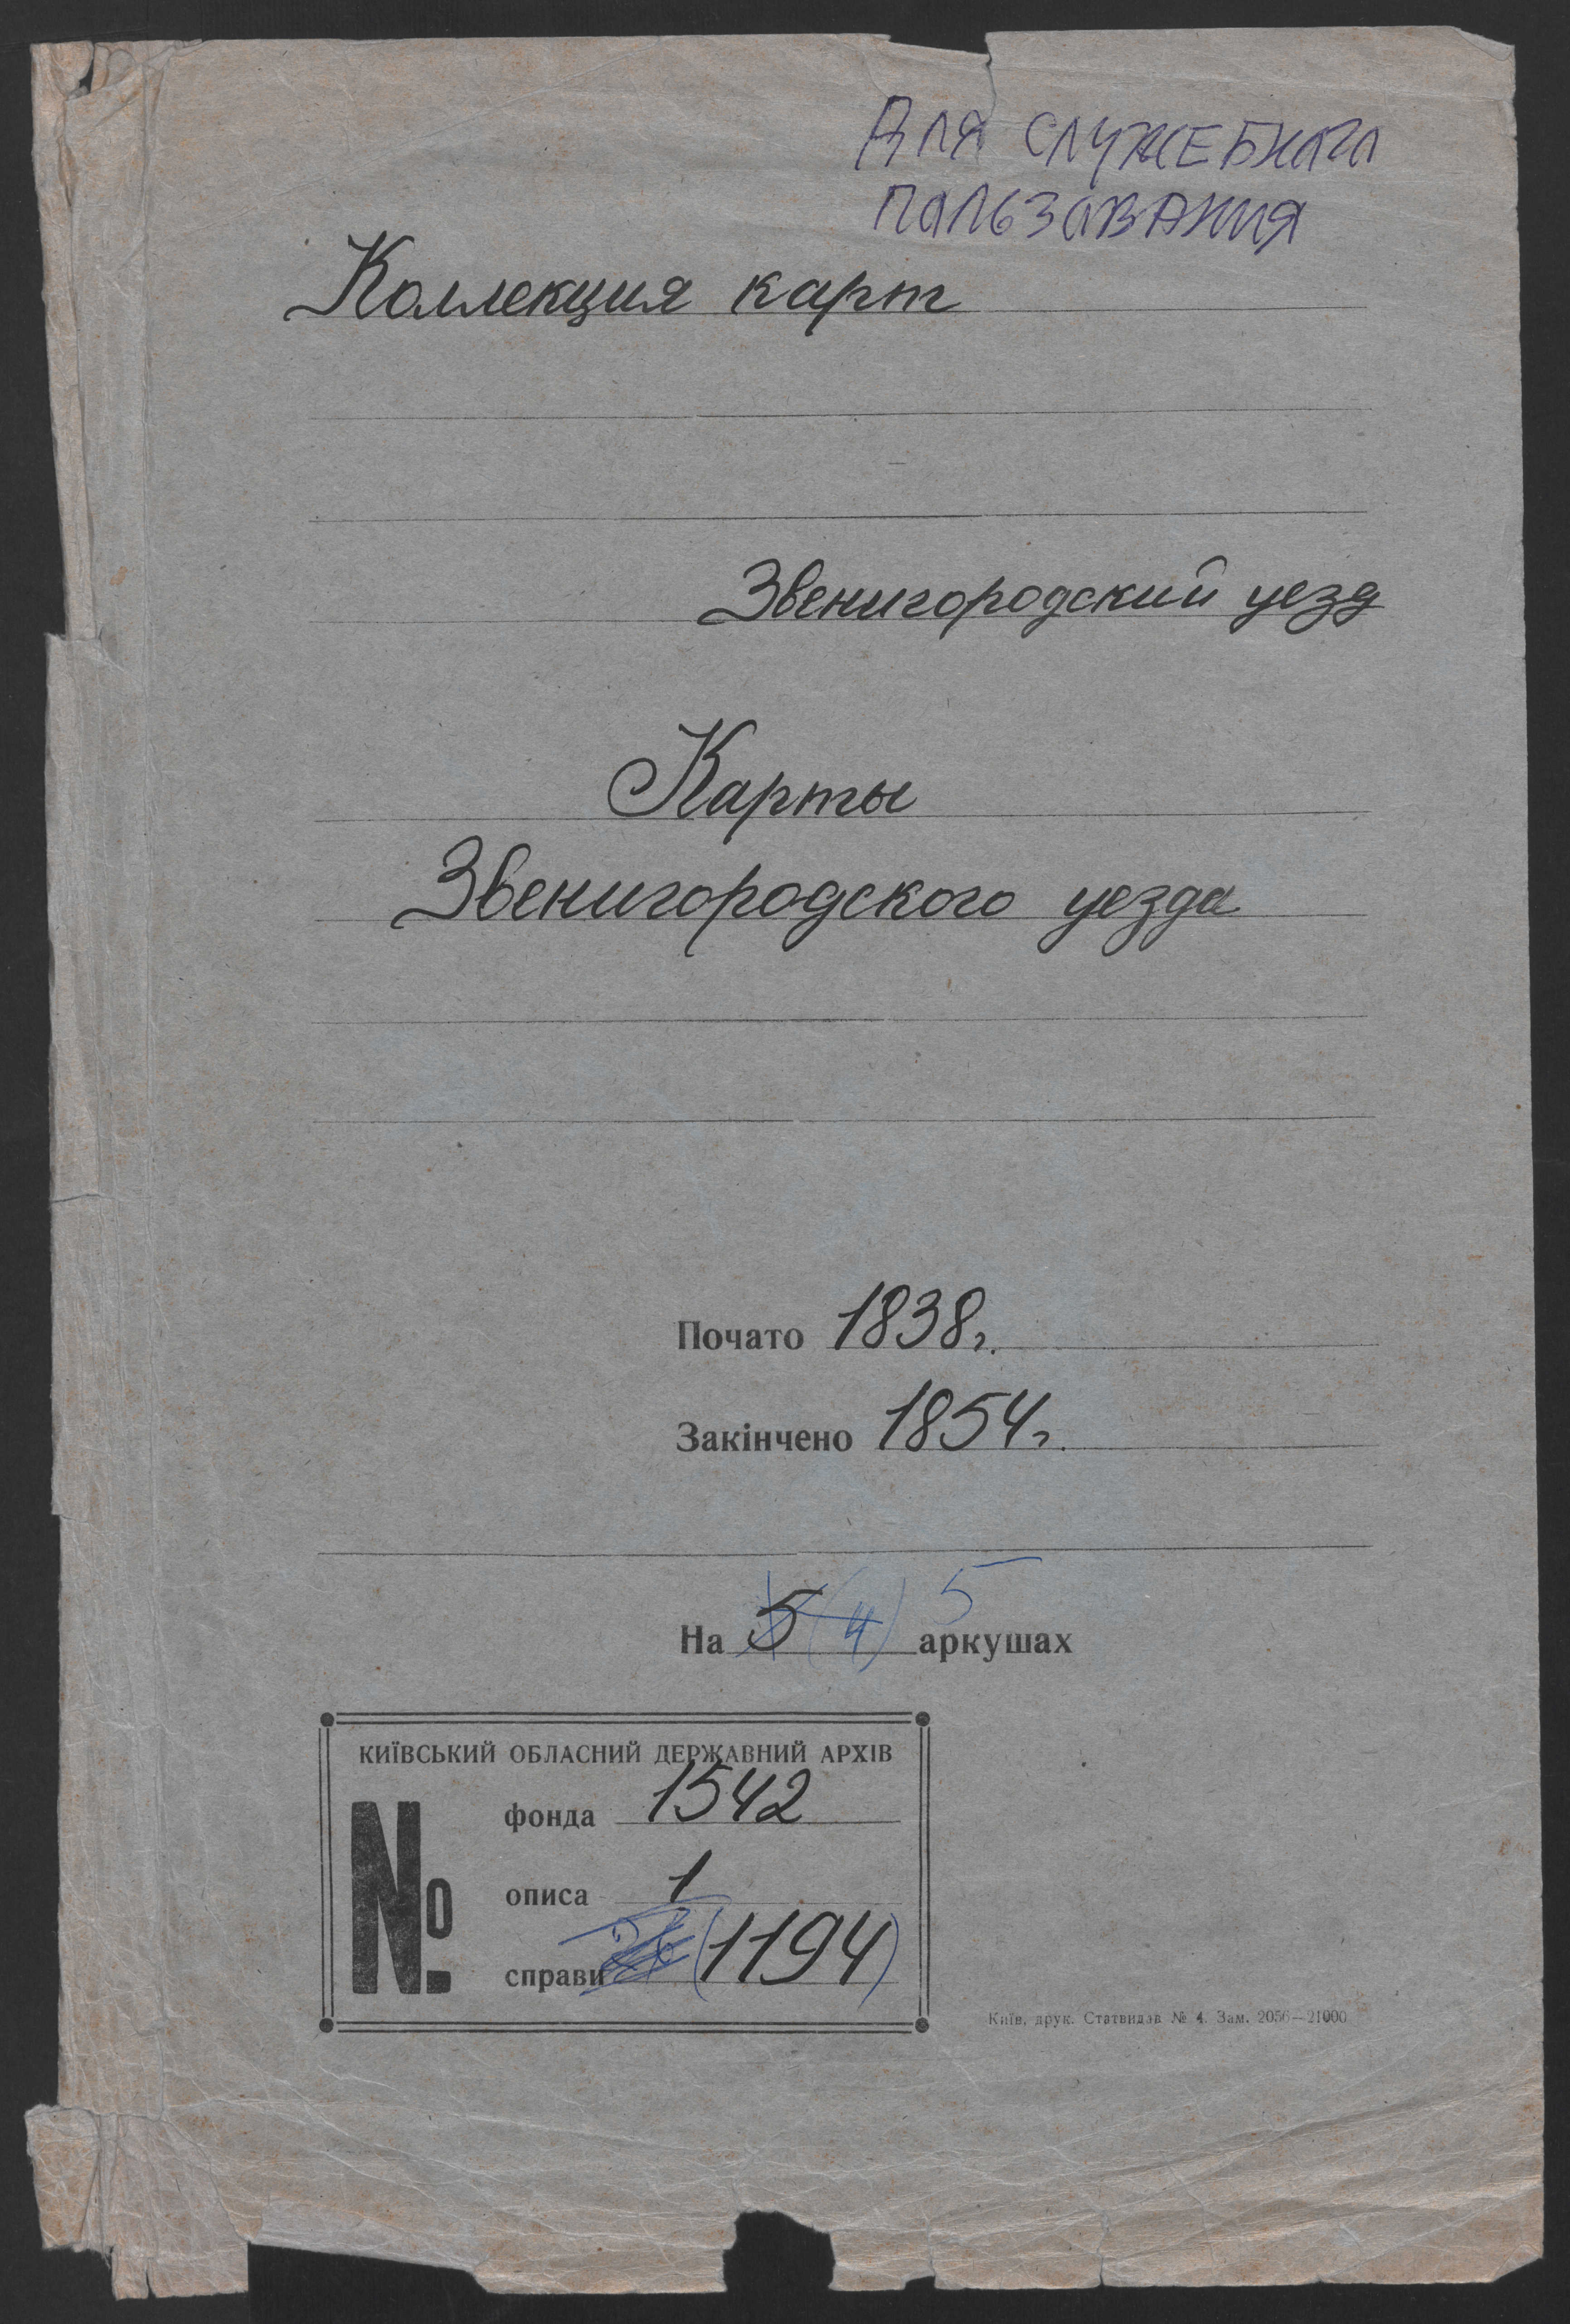 ДЛЯ СЛУЖЕБНОГО
ПОЛЬЗОВАНИЯ
Коллекция карт
Звенигородский уезд
Карты
Звенигородского уезда
Почато 1838 г.
Закінчено 1854 г.
На 5 (4) 5 аркушах
КИЇВСЬКИЙ ОБЛАСНИЙ ДЕРЖАВНИЙ АРХІВ
№ фонда 1542
описа 1
справи (1194)
Київ, друк. Статвидав № 4. Зам. 2056—21000